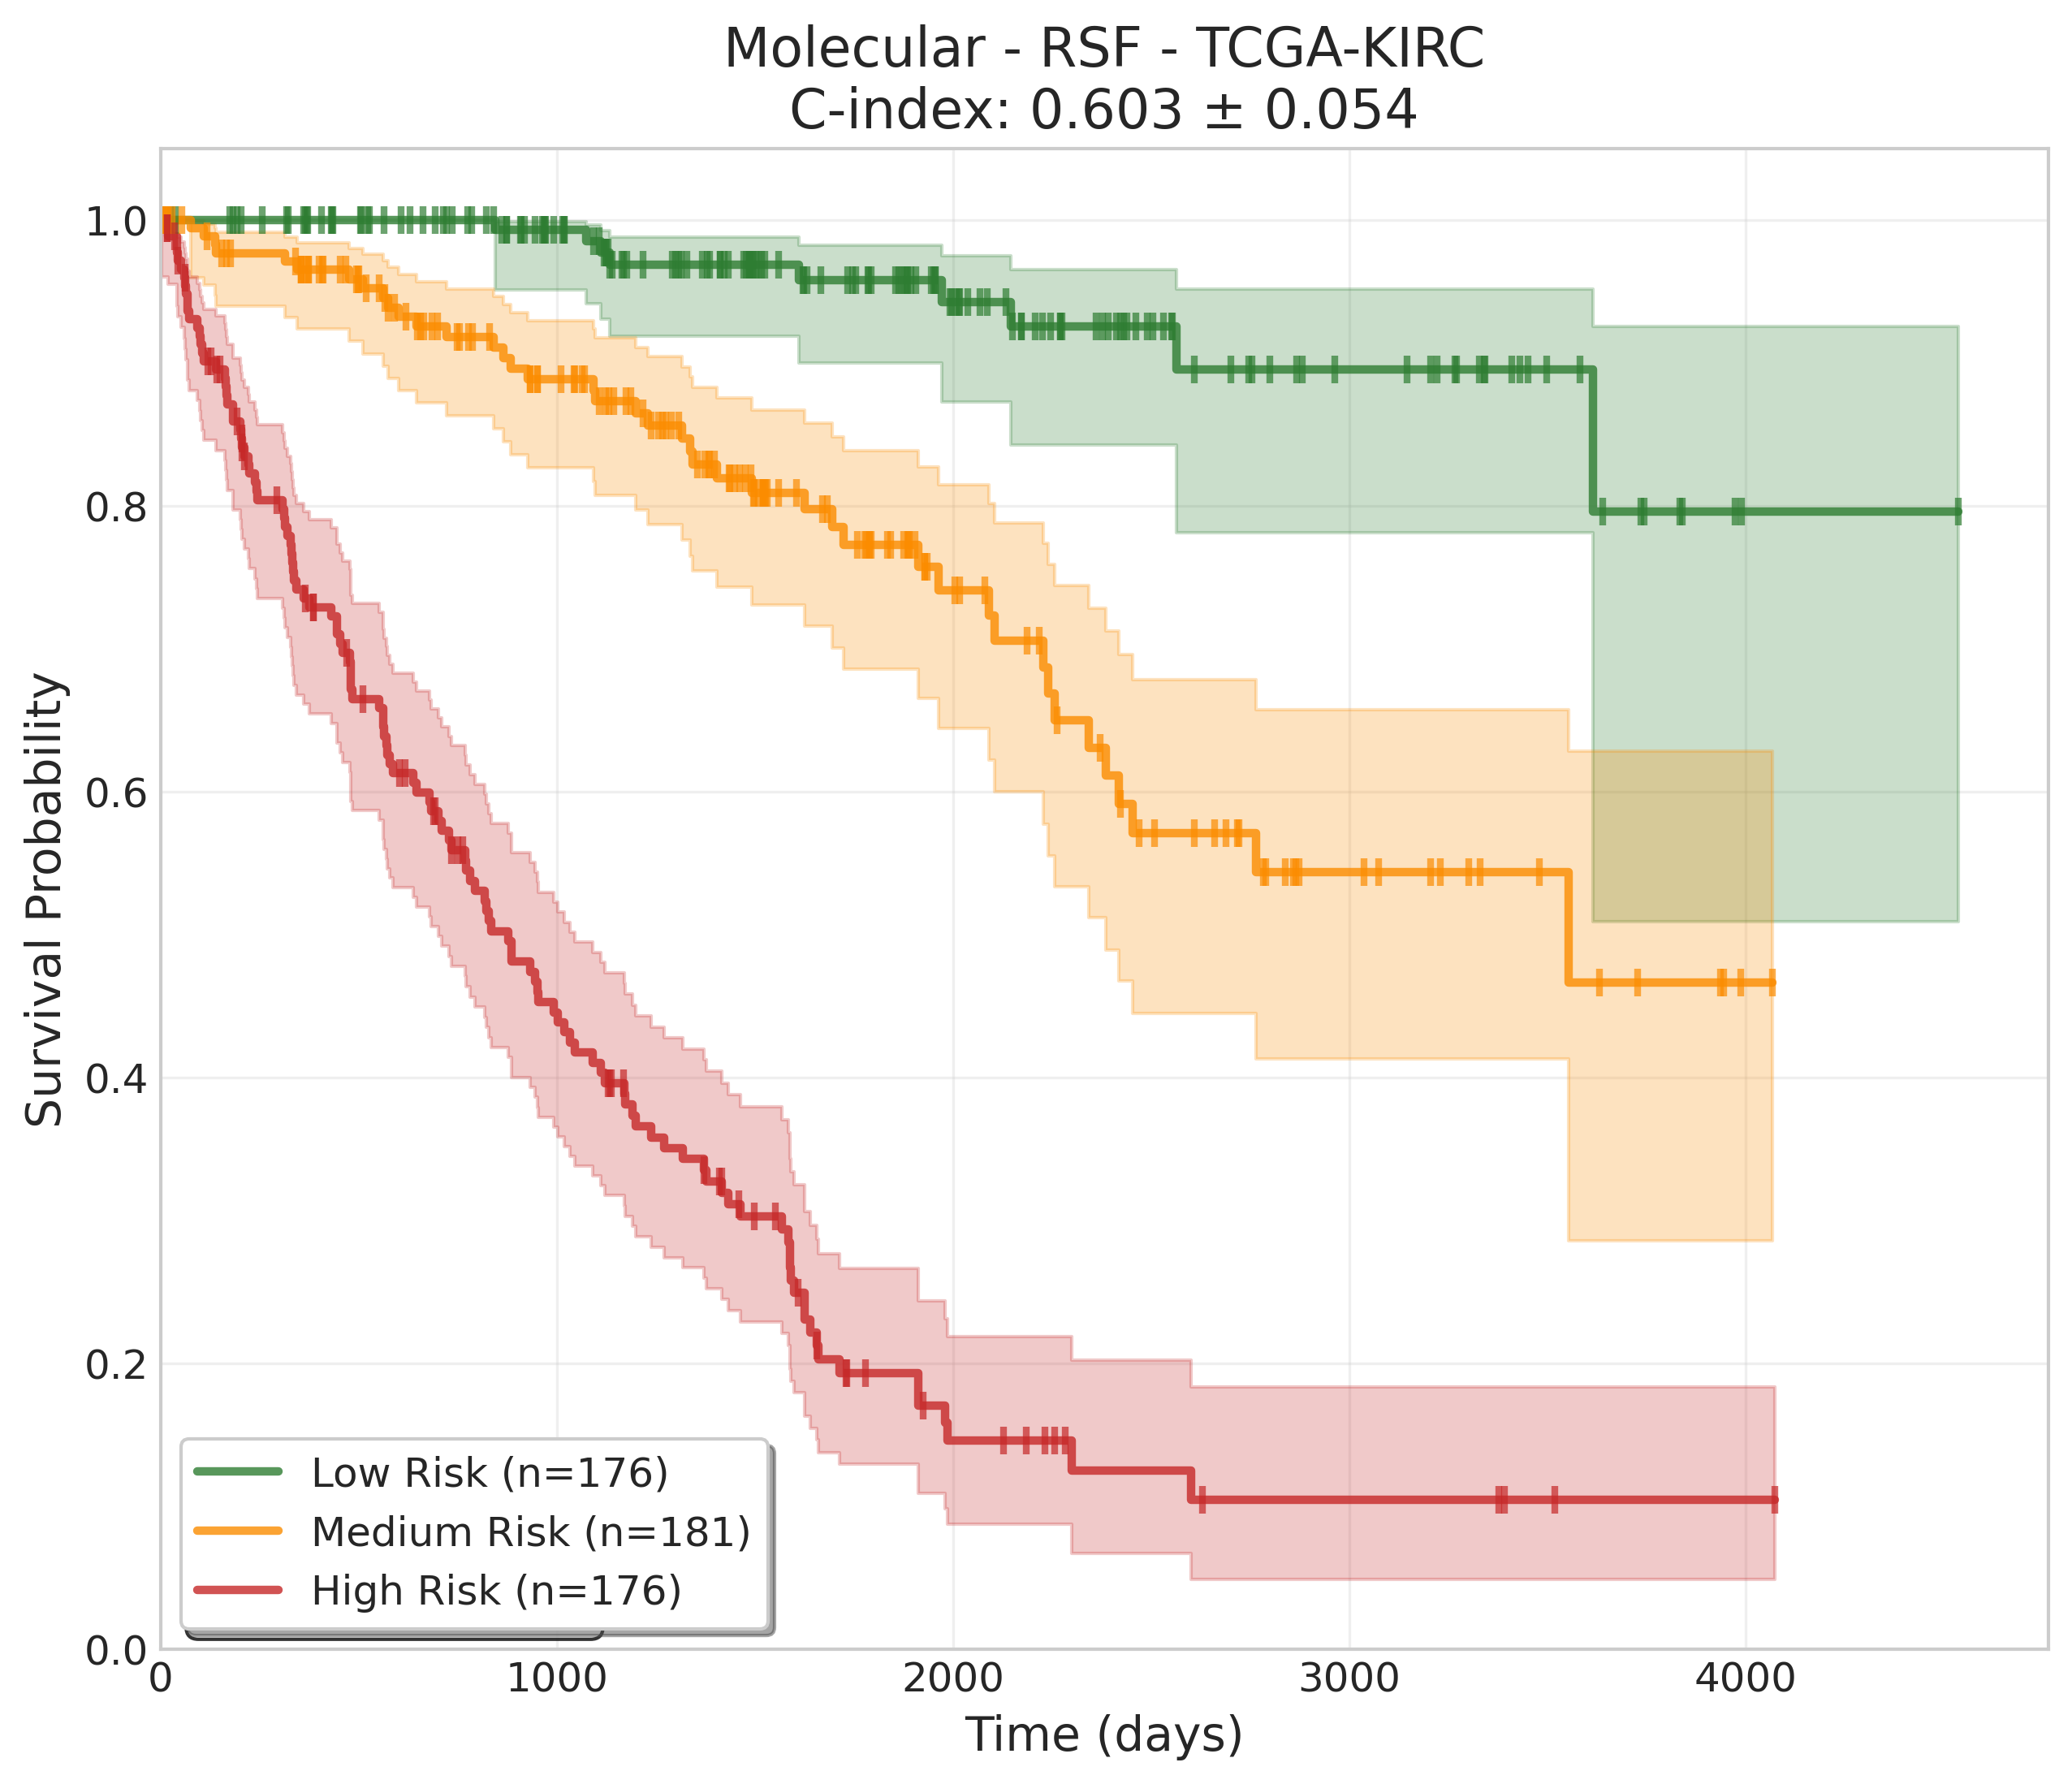 Molecular - RSF - TCGA-KIRC
C-index: 0.603 ± 0.054
Survival Probability
1.0
0.8
0.6
0.4
0.2
0.0
Low Risk (n=176)
Medium Risk (n=181)
High Risk (n=176)
0
1000
2000
3000
4000
Time (days)